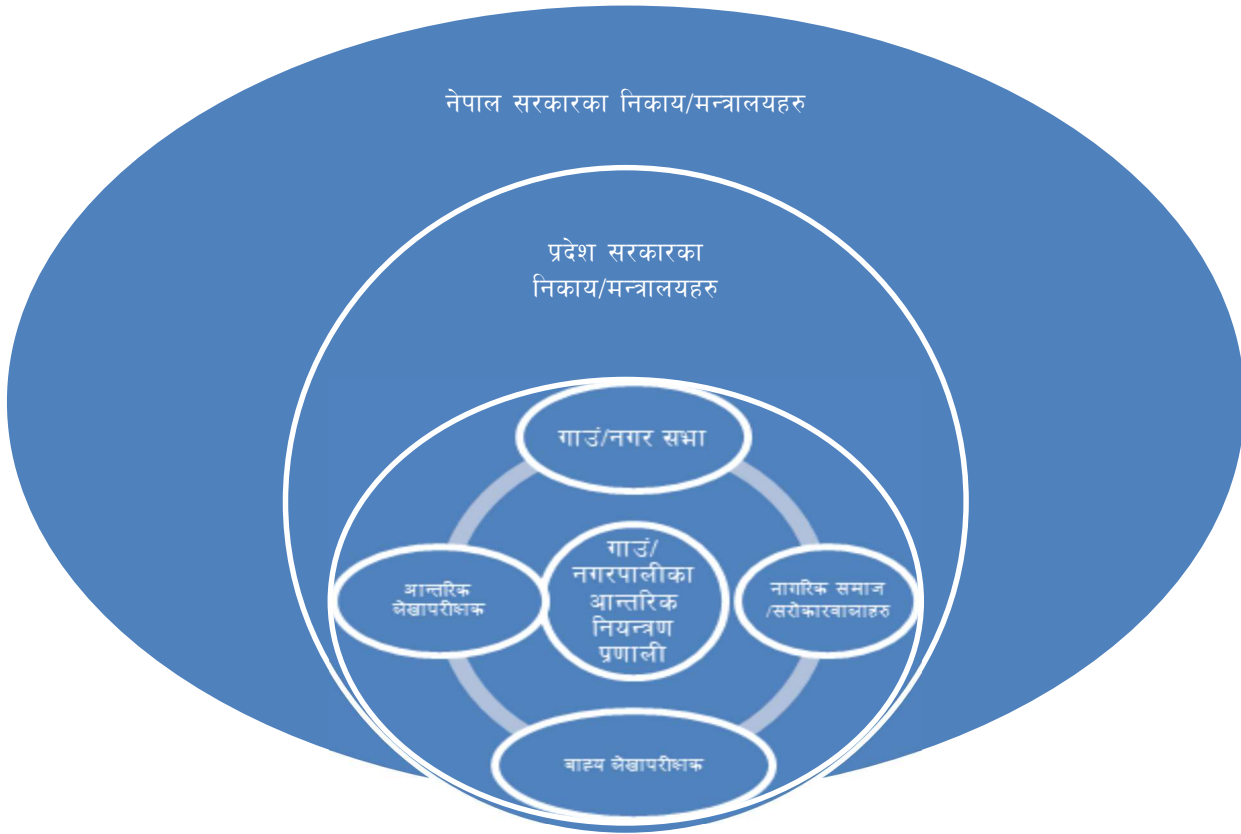 नेपाल सरकारका निकाय/मन्त्रालयहरु
प्रदेश सरकारका
निकाय/मन्त्रालयहरु
गाउं/नगर सभा
आन्तरिक
लेखापरीक्षक
गाउं/
नगरपालीका
आन्तरिक
नियन्त्रण
प्रणाली
नागरिक समाज
/सरोकारवालाहरु
बाह्य लेखापरीक्षक